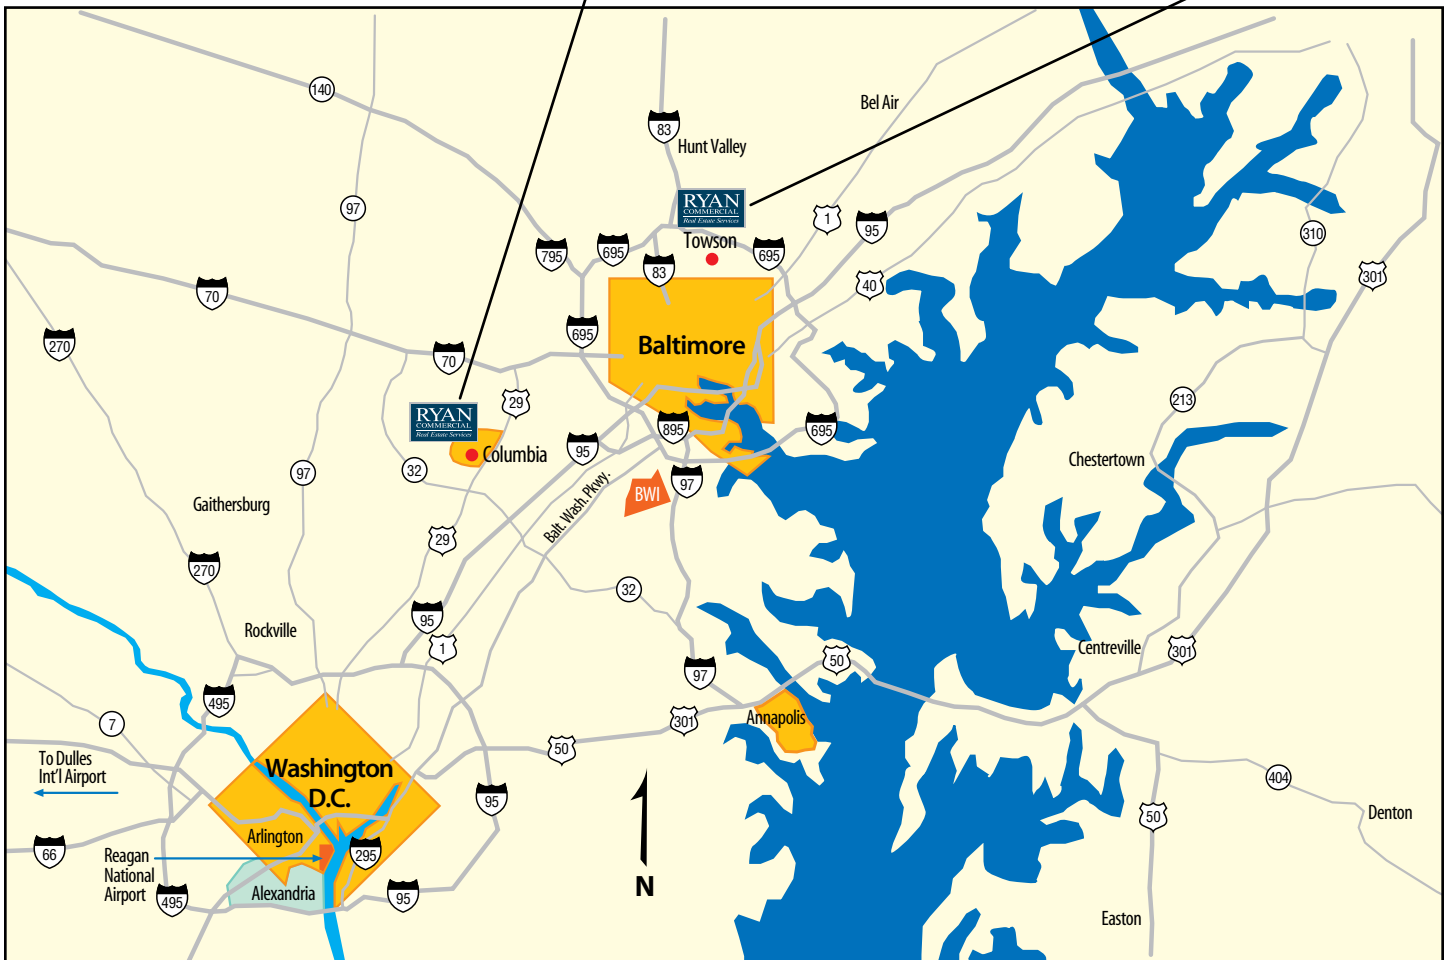 140
83
Hunt Valley
Bel Air
97
RYAN
COMMERCIAL
Real Estate Services
1
95
310
Towson
795
695
83
695
301
40
70
270
695
70
Baltimore
29
213
RYAN
COMMERCIAL
Real Estate Services
895
695
Columbia
95
Chestertown
97
32
97
BWI
Balt. Wash. Pkwy.
Gaithersburg
29
270
32
95
Rockville
1
50
Centreville
301
97
495
7
301
Annapolis
50
To Dulles
Int'l Airport
Washington
D.C.
404
95
50
Denton
Arlington
66
Reagan
National
Airport
295
N
Alexandria
495
95
Easton